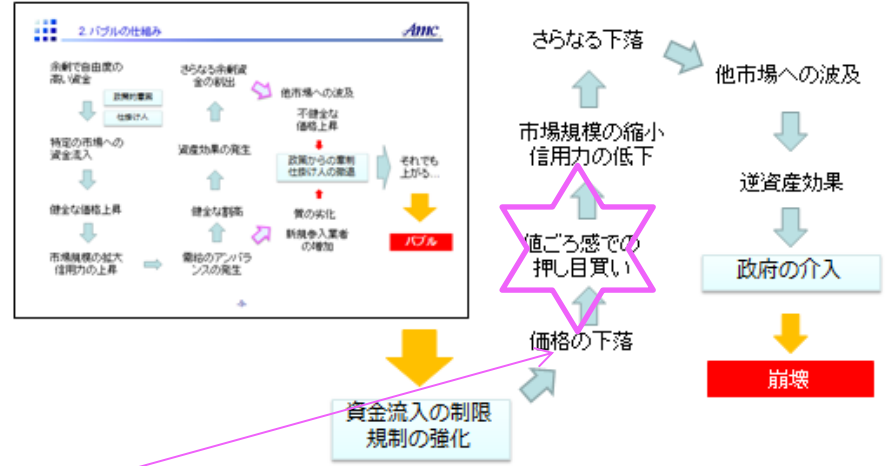 2.バブルの仕組み
AMC
余剰で自由度の
高い資金
政策的意図
仕掛け人
特定の市場への
資金流入
健全な価格上昇
市場規模の拡大
信用力の上昇
需給のアンバラ
ンスの発生
健全な割高
資産効果の発生
さらなる余剰資
金の創出
他市場への波及
不健全な
価格上昇
政策からの牽制
仕掛け人の撤退
質の劣化
新規参入業者
の増加
それでも
上がる…
バブル
資金流入の制限
規制の強化
価格の下落
値ごろ感での
押し目買い
市場規模の縮小
信用力の低下
さらなる下落
他市場への波及
逆資産効果
政府の介入
崩壊